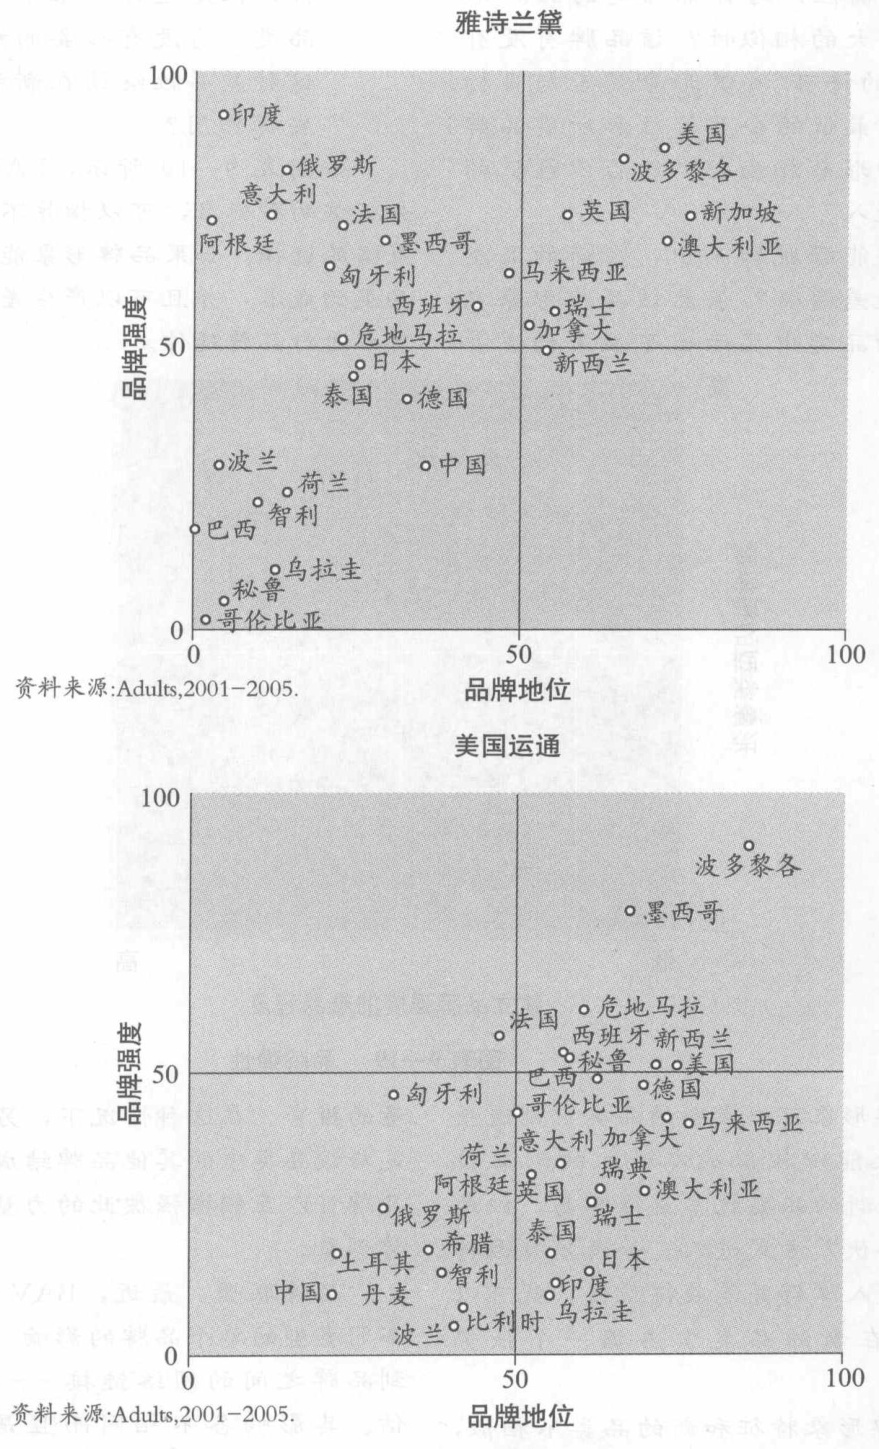 雅诗兰黛
100
印度
美国
俄罗斯
波多黎各
意大利
法国
英国
新加坡
阿根廷
墨西哥
澳大利亚
匈牙利
马来西亚
西班牙
瑞士
危地马拉
加拿大
品牌强度
50
日本
新西兰
泰国
德国
波兰
中国
荷兰
智利
巴西
乌拉圭
秘鲁
哥伦比亚
0
0
50
100
资料来源:Adults,2001-2005.
品牌地位
美国运通
100
波多黎各
墨西哥
危地马拉
法国
西班牙
新西兰
秘鲁
美国
品牌强度
50
巴西
德国
匈牙利
哥伦比亚
马来西亚
意大利
加拿大
荷兰
瑞典
阿根廷
英国
澳大利亚
俄罗斯
瑞士
泰国
希腊
土耳其
日本
智利
印度
中国
丹麦
乌拉圭
比利时
波兰
0
0
50
100
资料来源:Adults,2001-2005.
品牌地位